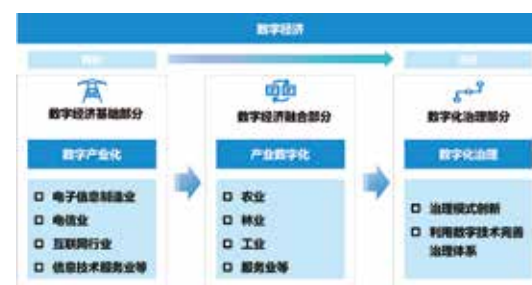 数字经济
数字经济基础部分
数字产业化
电子信息制造业
电信业
互联网行业
信息技术服务业等
数字经济融合部分
产业数字化
农业
林业
工业
服务业等
数字化治理部分
数字化治理
治理模式创新
利用数字技术完善
治理体系